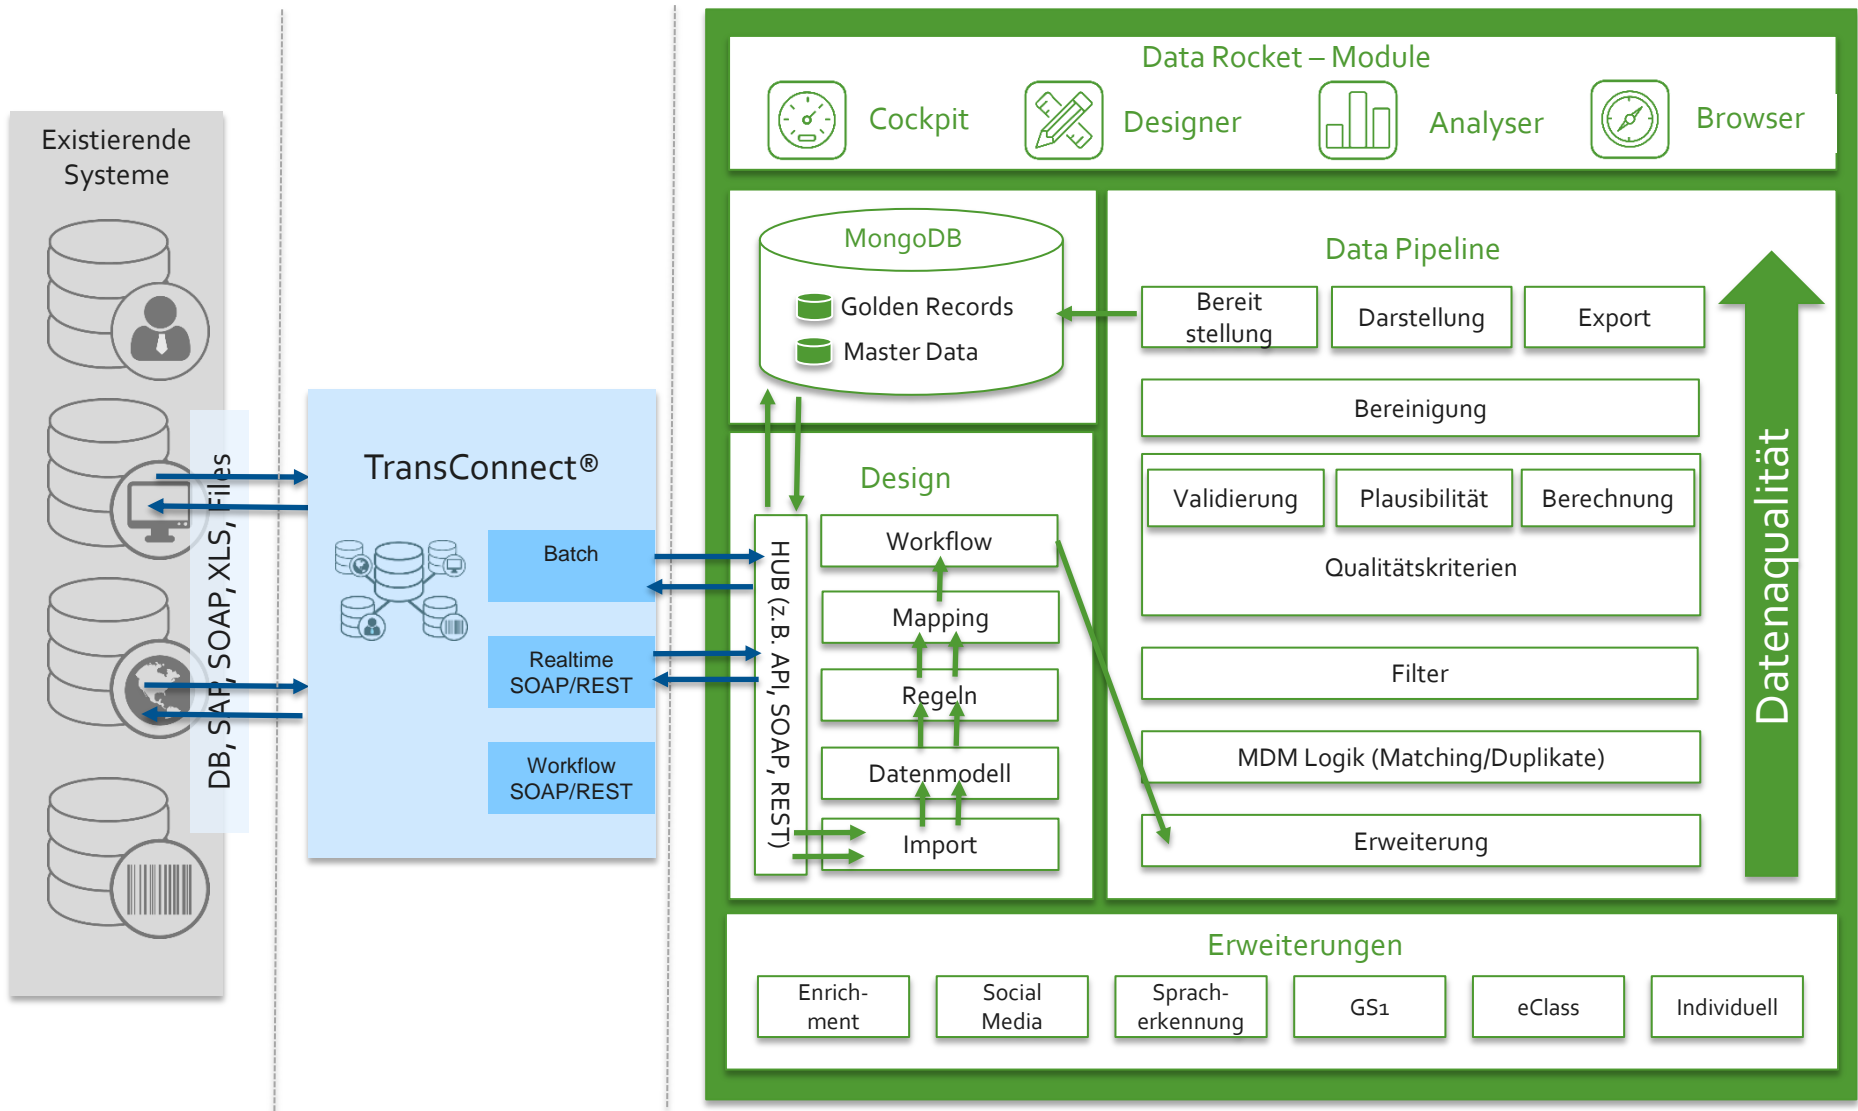 Existierende
Systeme
DB, SAP, SOAP, XLS, Files
TransConnect®
Batch
Realtime
SOAP/REST
Workflow
SOAP/REST
Data Rocket – Module
Cockpit
Designer
Analyser
Browser
MongoDB
Golden Records
Master Data
Design
HUB (z.B. API, SOAP, REST)
Workflow
Mapping
Regeln
Datenmodell
Import
Data Pipeline
Bereit
stellung
Darstellung
Export
Bereinigung
Validierung
Plausibilität
Berechnung
Qualitätskriterien
Filter
MDM Logik (Matching/Duplikate)
Erweiterung
Datenaqualität
Erweiterungen
Enrich-
ment
Social
Media
Sprach-
erkennung
GS1
eClass
Individuell